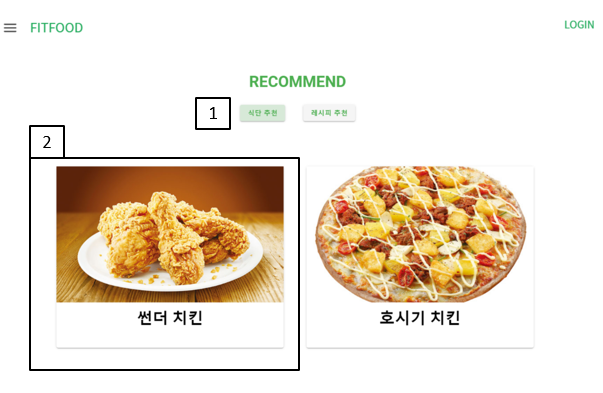 FITFOOD
LOGIN
RECOMMEND
1
식단 추천
레시피 추천
2
썬더 치킨
호시기 치킨